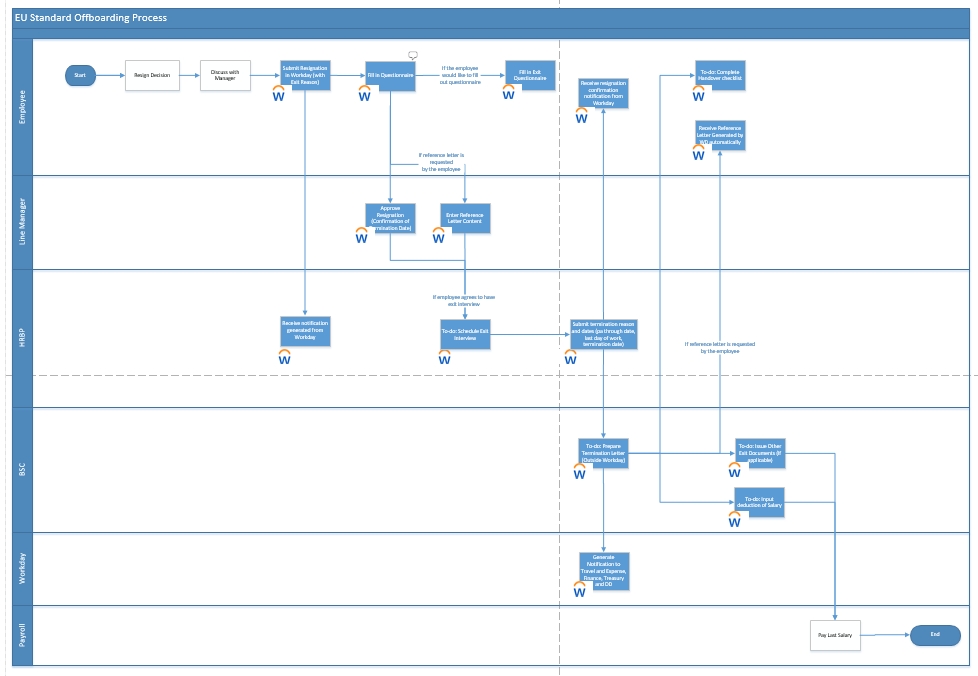 EU Standard Offboarding Process
Employee
Start
Resign Decision
Discuss with
Manager
Submit Resignation
in Workday (with
Exit Reason)
W
Fill in Questionnaire
W
If the employee
would like to fill
out questionnaire
Fill in Exit
Questionnaire
W
Receive resignation
confirmation
notification from
Workday
W
To-do: Complete
Handover checklist
W
Receive Reference
Letter Generated by
automatically
W
If reference letter is
requested
by the employee
Line Manager
Approve
Resignation
(Confirmation of
Termination Date)
W
Enter Reference
Letter Content
W
HRBP
If employee agrees to have
exit interview
Receive notification
generated from
Workday
W
To-do: Schedule Exit
Interview
W
Submit termination reason
and dates (pay through date,
last day of work,
termination date)
W
If reference letter is requested
by the employee
BSC
To-do: Prepare
Termination Letter
(Outside Workday)
W
To-do: Issue Other
Exit Documents (if
applicable)
W
To-do: Input
deduction of Salary
W
Workday
Generate
Notification to
Travel and Expense,
Finance, Treasury
and
W
Payroll
Pay Last Salary
End